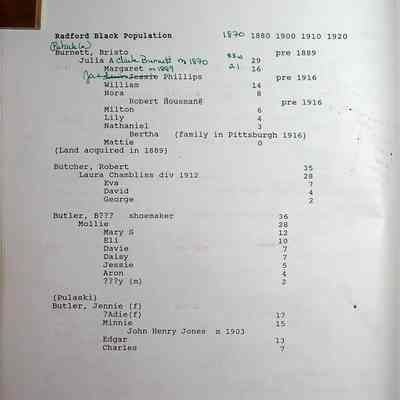 Radford Black Population 1870 1880 1900 1910 1920
(Pulaski)
Burnett, Bristo pre 1889
Julia A Clark Burnett m 1870 29
Margaret m 1889 21 16
Jessie Phillips pre 1916
William 14
Nora 8
Robert Housman pre 1916
Milton 6
Lily 4
Nathaniel 3
Bertha (family in Pittsburgh 1916)
Mattie 0
(Land acquired in 1889)
Butcher, Robert 35
Laura Chambliss div 1912 28
Eva 7
David 4
George 2
Butler, B??? shoemaker 36
Mollie 28
Mary S 12
Eli 10
Davie 7
Daisy 7
Jessie 5
Aron 4
???y (m) 2
(Pulaski)
Butler, Jennie (f)
?Adie(f) 17
Minnie 15
John Henry Jones m 1903
Edgar 13
Charles 7